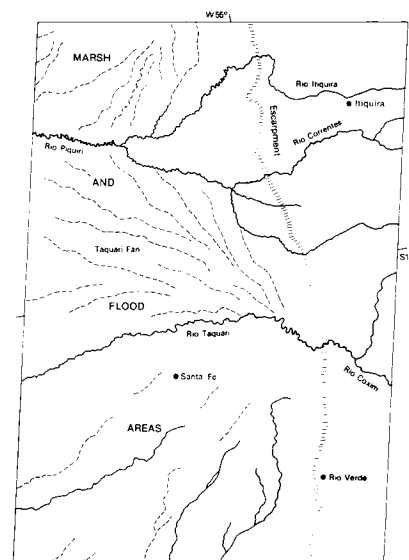 W 55°
MARSH
Rio Itiquira
Itiquira
Escarpment
Rio Correntes
Rio Piquiri
AND
Taquari Fan
S1
FLOOD
Rio Taquari
Rio Coxim
Santa Fe
AREAS
Rio Verde